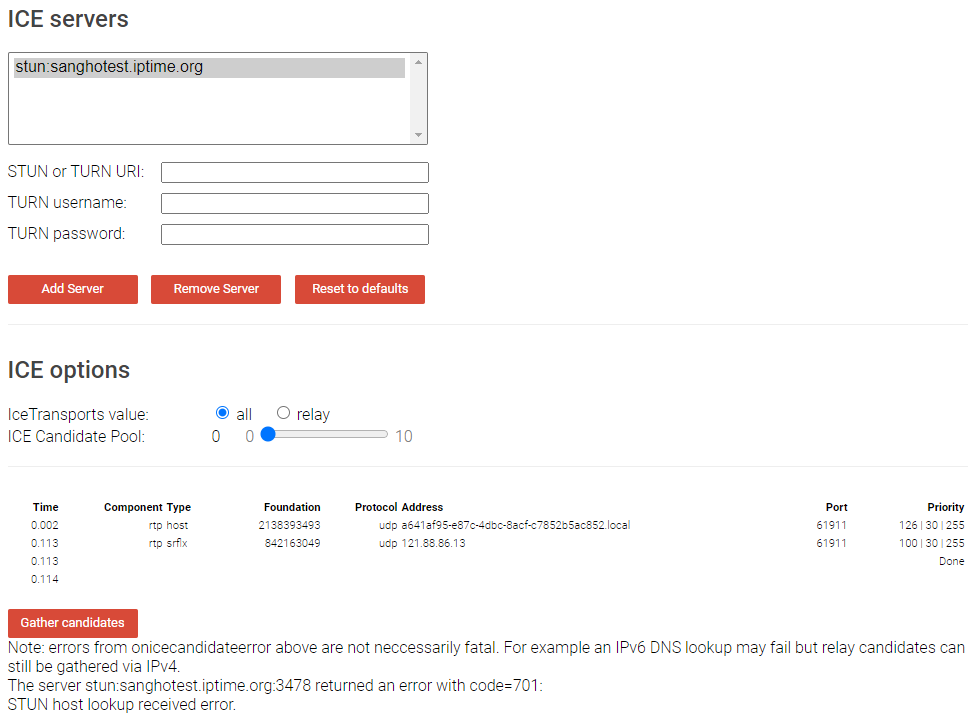 ICE servers
stun:sanghotest.iptime.org
STUN or TURN URI:
TURN username:
TURN password:
Add Server Remove Server Reset to defaults
ICE options
IceTransports value: all relay
ICE Candidate Pool: 0 0 10
Time Component Type Foundation Protocol Address Port Priority
0.002 rtp host 2138393493 udp a641af95-e87c-4dbc-8acf-c7852b5ac852.local 61911 126 | 30 | 255
0.113 rtp srflx 842163049 udp 121.88.86.13 61911 100 | 30 | 255
0.113 Done
0.114
Gather candidates
Note: errors from onicecandidateerror above are not neccessarily fatal. For example an IPv6 DNS lookup may fail but relay candidates can
still be gathered via IPv4.
The server stun:sanghotest.iptime.org:3478 returned an error with code=701:
STUN host lookup received error.